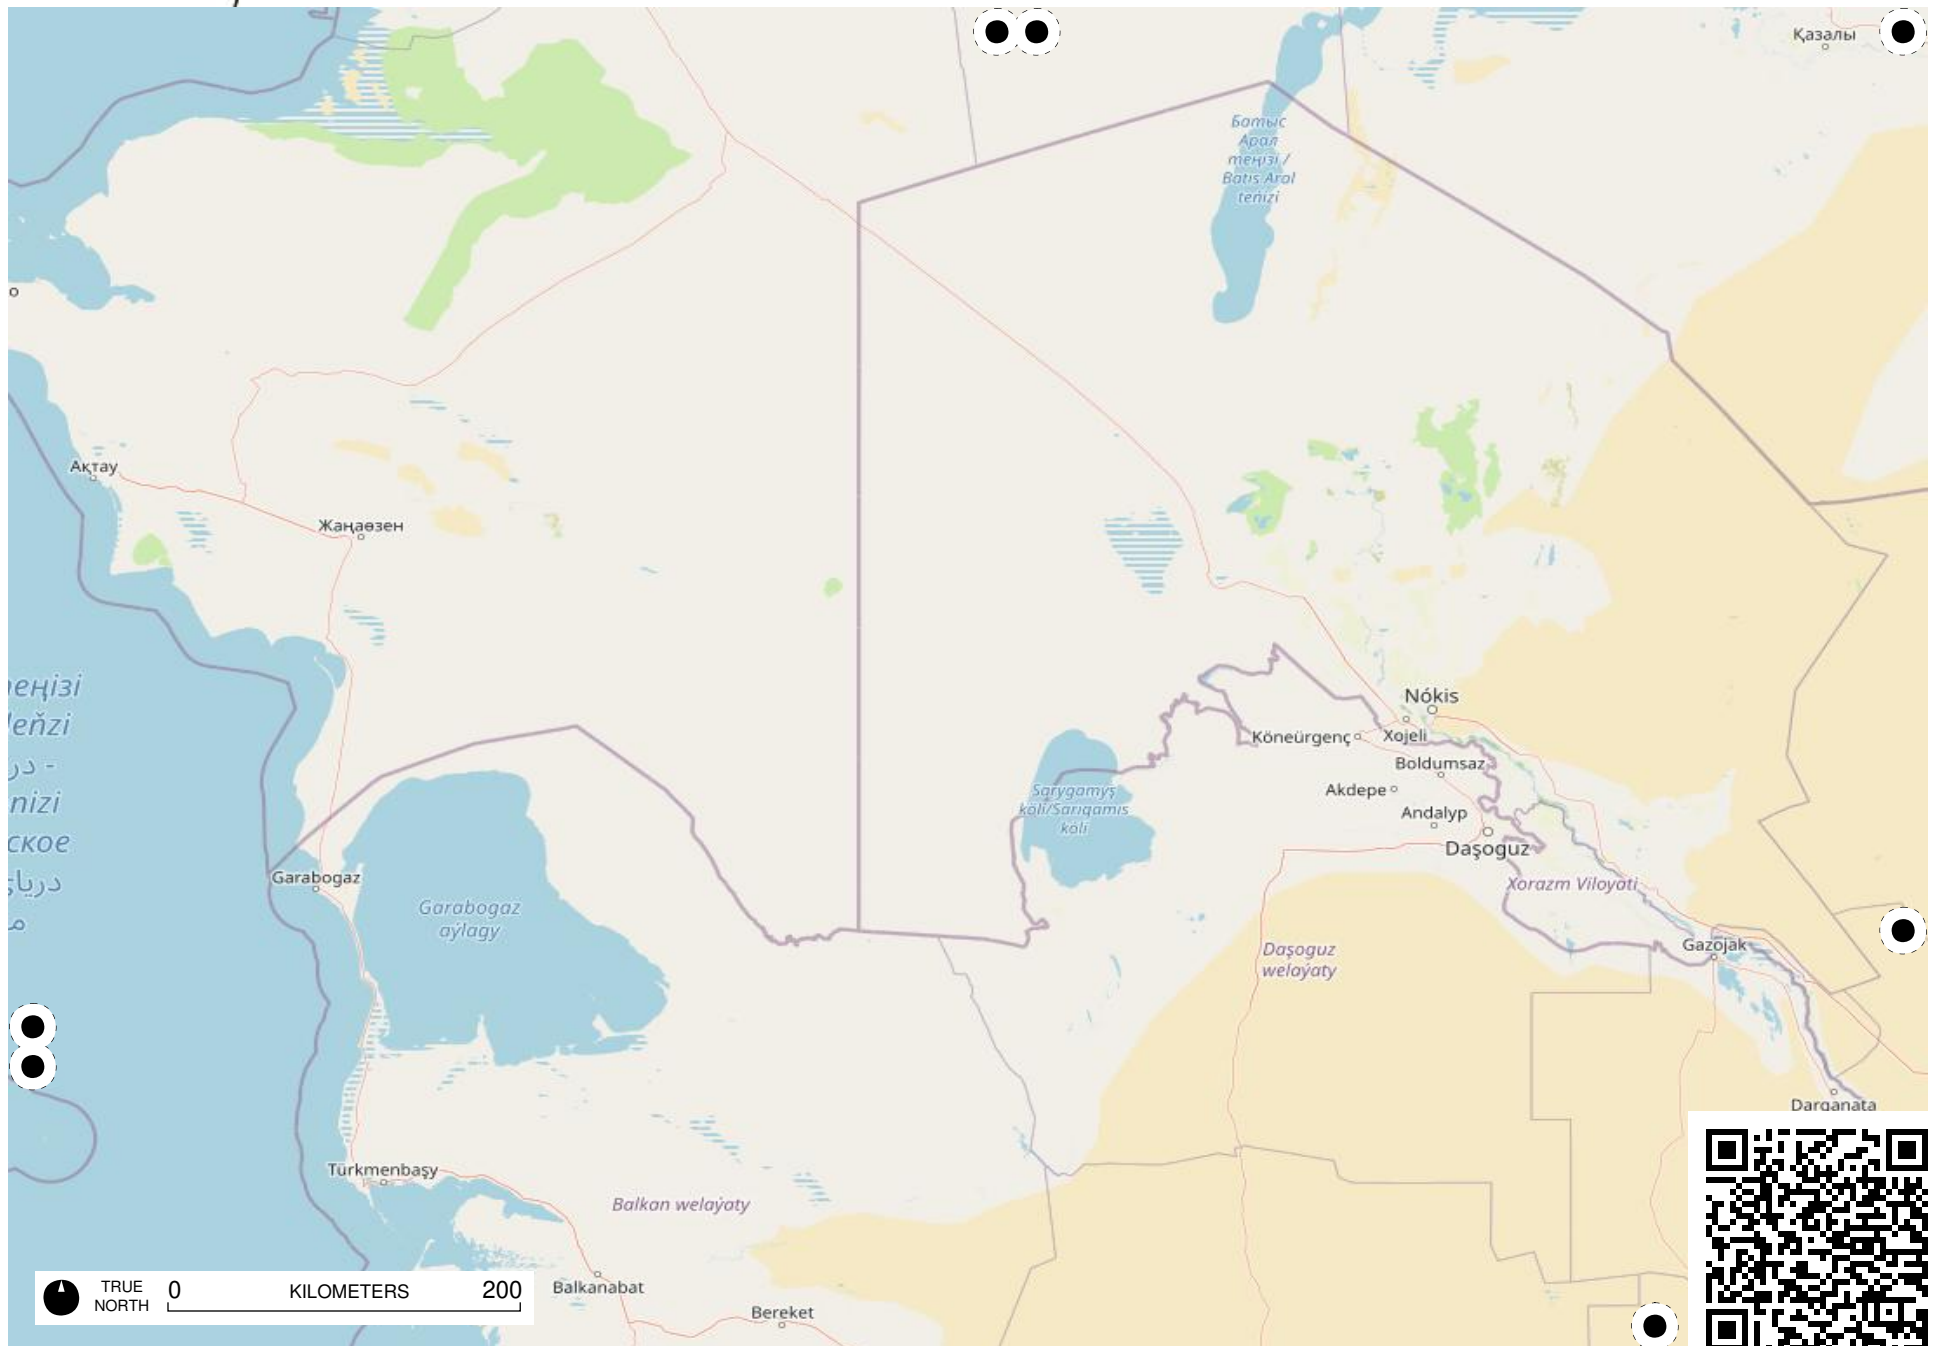 Қазалы
Батыс
Арал
теңізі /
Batıs Aral
teńizi
Ақтау
Жаңаөзен
Nókis
Köneürgenç
Xojeli
Boldumsaz
Akdepe
Andalyp
Daşoguz
Sarygamyş
köli/Sarıqamıs
kóli
Xorazm Viloyati
Garabogaz
Garabogaz
aýlagy
Daşoguz
welaýaty
Gazojak
Darganata
Türkmenbaşy
Balkan welaýaty
Balkanabat
Bereket
TRUE
NORTH
0 KILOMETERS 200